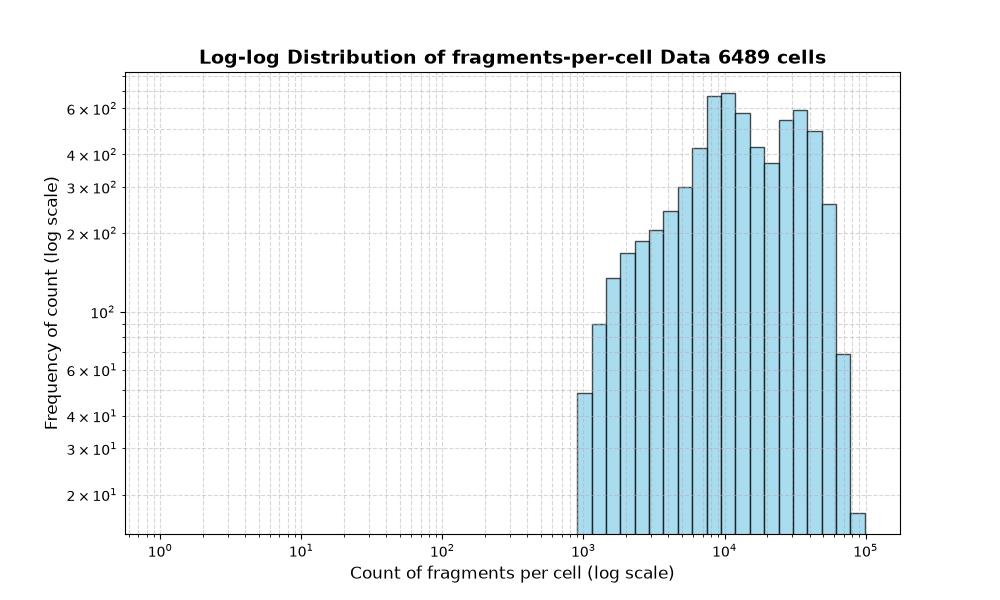 Log-log Distribution of fragments-per-cell Data 6489 cells
Frequency of count (log scale)
6 × 10²
4 × 10²
3 × 10²
2 × 10²
10²
6 × 10¹
4 × 10¹
3 × 10¹
2 × 10¹
10⁰ 10¹ 10² 10³ 10⁴ 10⁵
Count of fragments per cell (log scale)